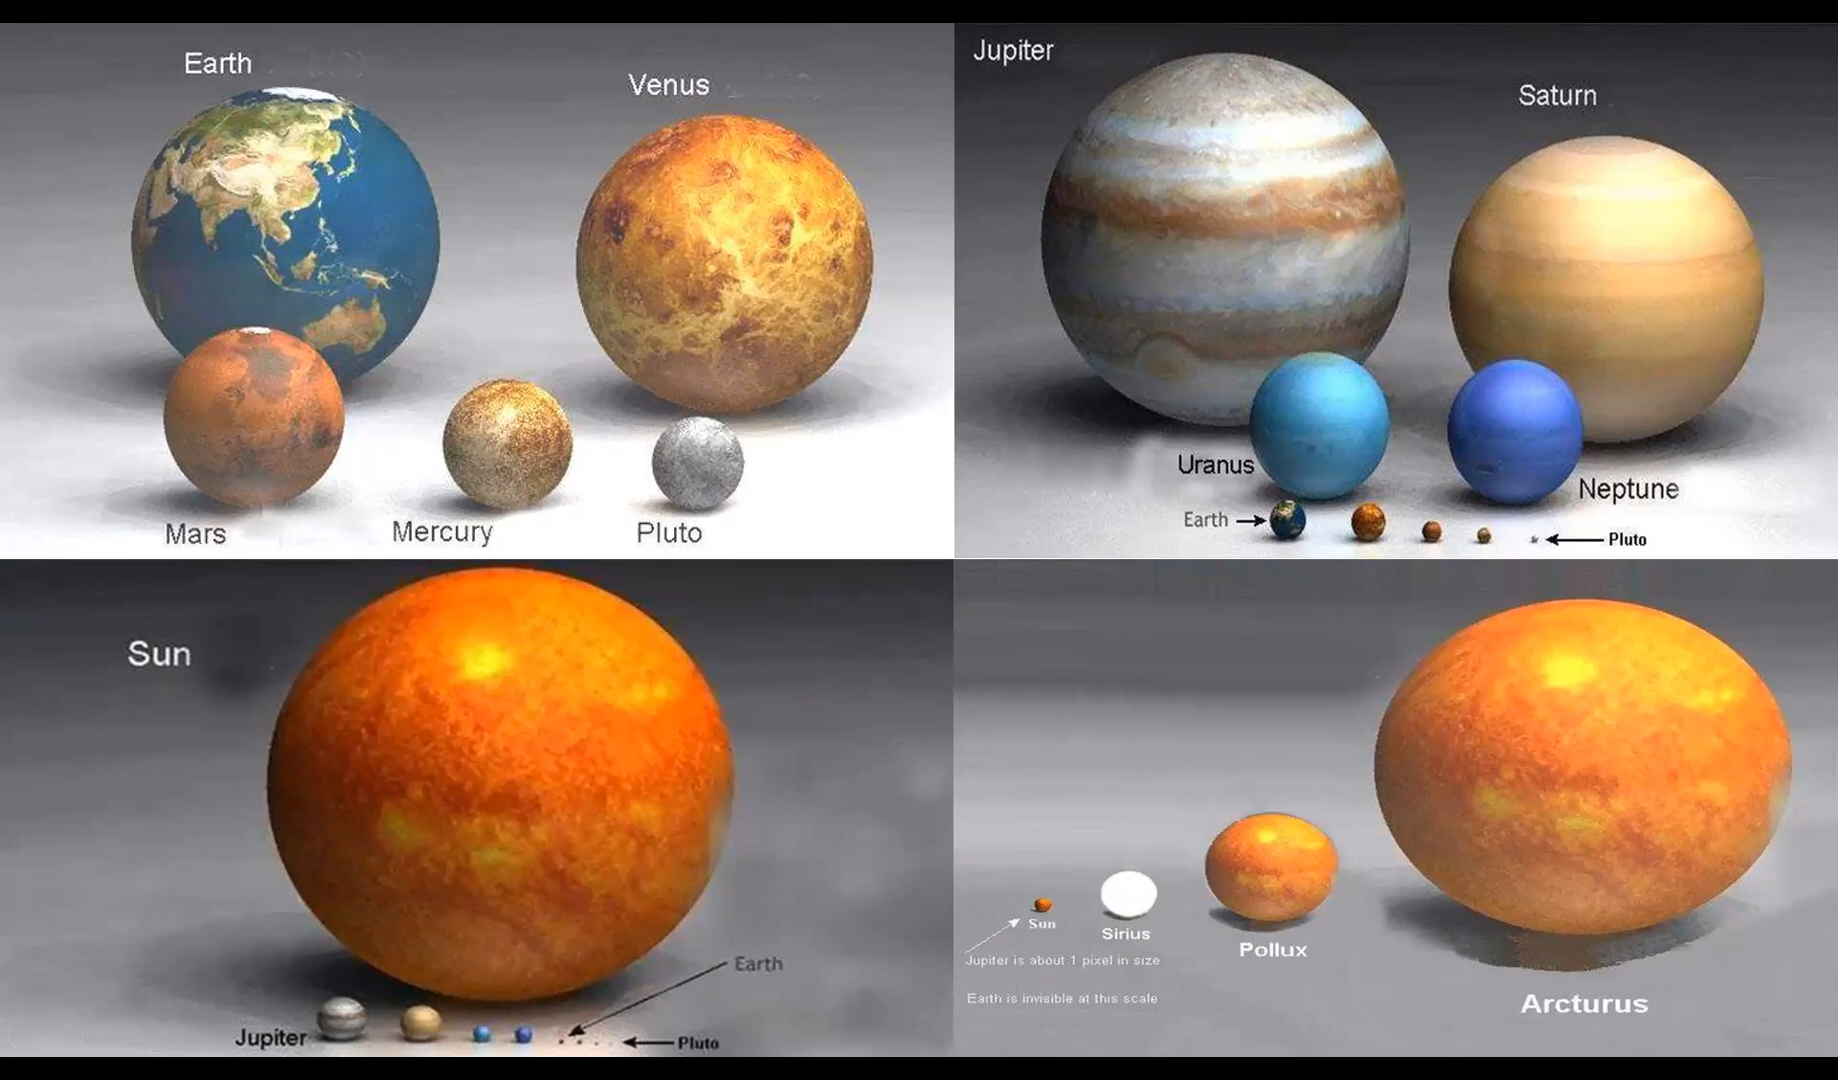 Earth
Venus
Mars
Mercury
Pluto
Jupiter
Saturn
Uranus
Neptune
Earth
Pluto
Sun
Earth
Jupiter
Pluto
Sun
Sirius
Pollux
Jupiter is about 1 pixel in size
Earth is invisible at this scale
Arcturus